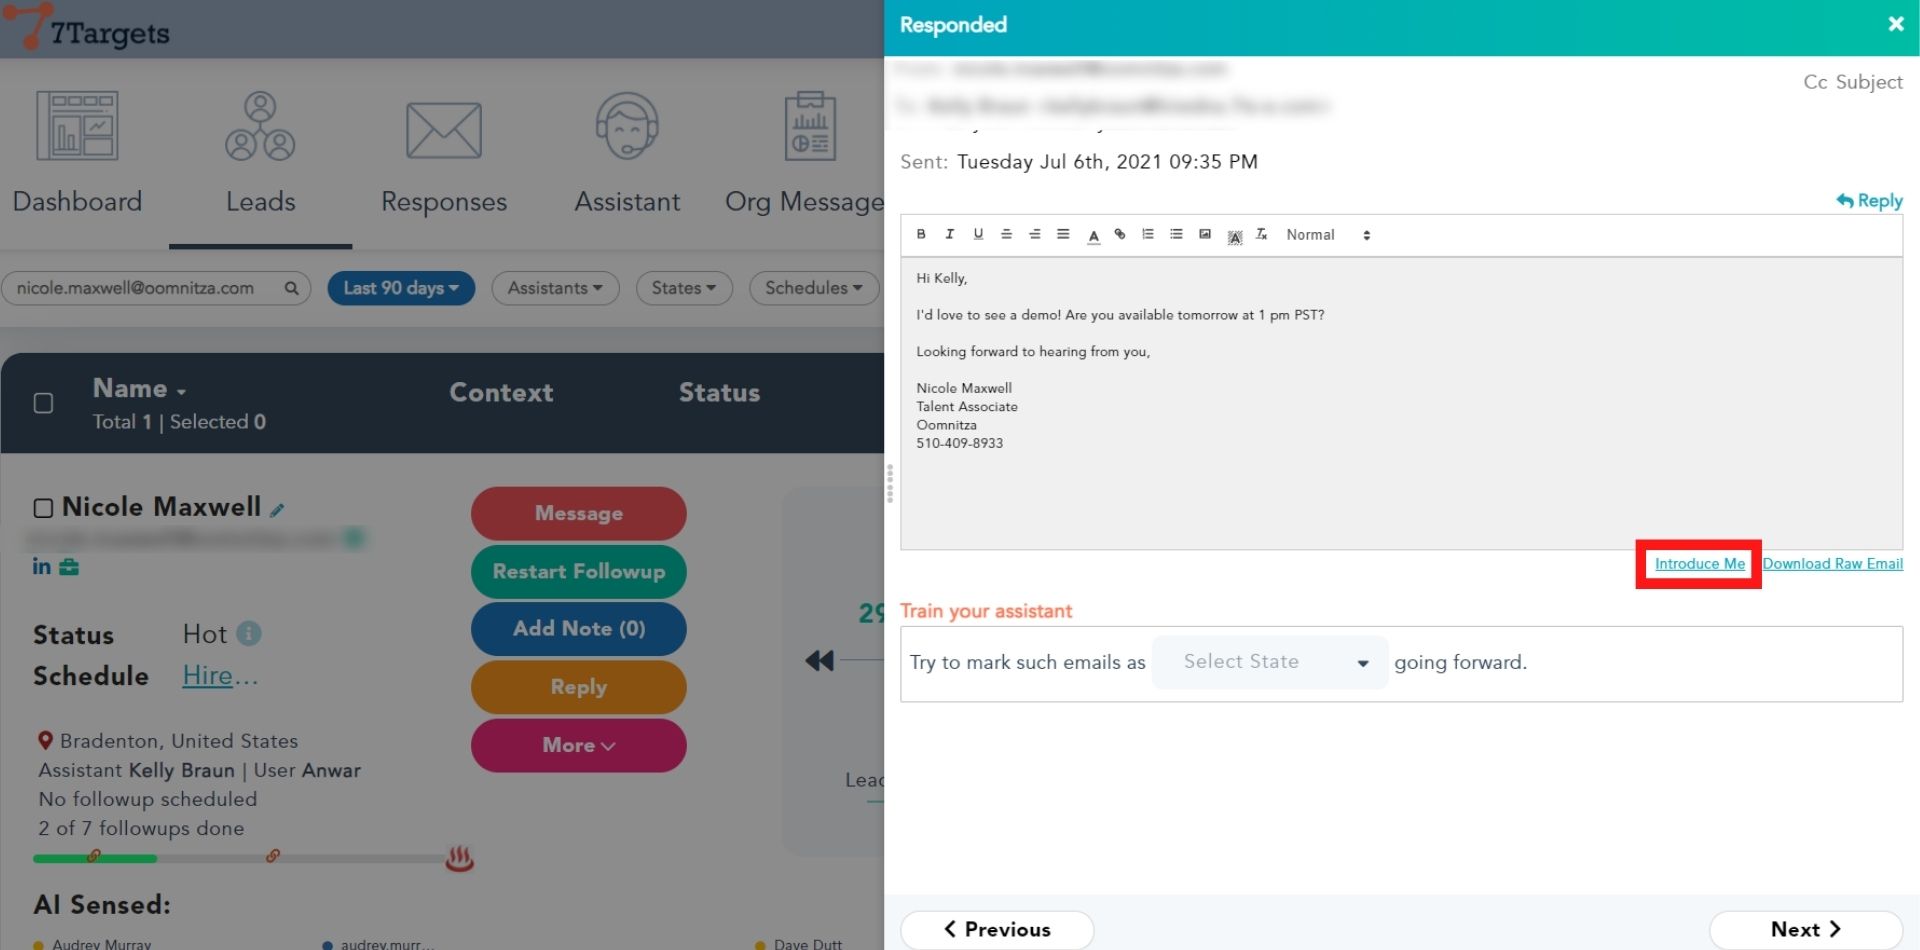 7Targets
Dashboard
Leads
Responses
Assistant
Org Message
nicole.maxwell@oomnitza.com
Last 90 days
Assistants
States
Schedules
Name
Total 1 | Selected 0
Context
Status
Nicole Maxwell
in
Status Hot
Schedule Hire...
Bradenton, United States
Assistant Kelly Braun | User Anwar
No followup scheduled
2 of 7 followups done
AI Sensed:
Audrey Murray
audrey.murr...
Dave Dutt
Message
Restart Followup
Add Note (0)
Reply
More
29
Lead
Responded
Cc Subject
Sent: Tuesday Jul 6th, 2021 09:35 PM
Reply
B I U A A Tx Normal
Hi Kelly,
I'd love to see a demo! Are you available tomorrow at 1 pm PST?
Looking forward to hearing from you,
Nicole Maxwell
Talent Associate
Oomnitza
510-409-8933
Introduce Me
Download Raw Email
Train your assistant
Try to mark such emails as Select State going forward.
Previous
Next